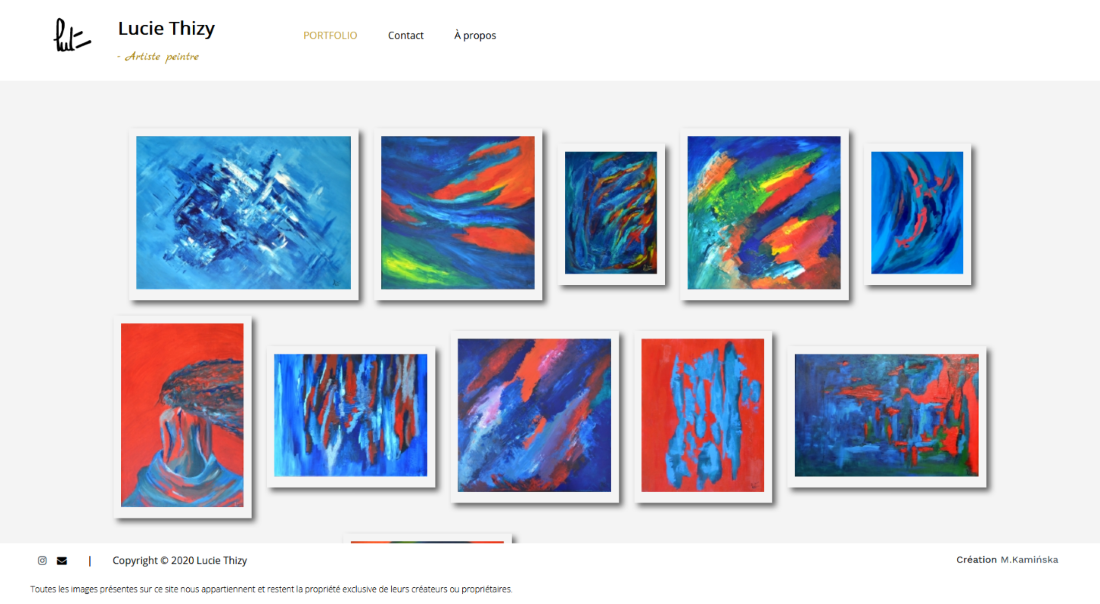 Lucie Thizy
- Artiste peintre
PORTFOLIO Contact À propos
Copyright © 2020 Lucie Thizy
Création M.Kamińska
Toutes les images présentes sur ce site nous appartiennent et restent la propriété exclusive de leurs créateurs ou propriétaires.